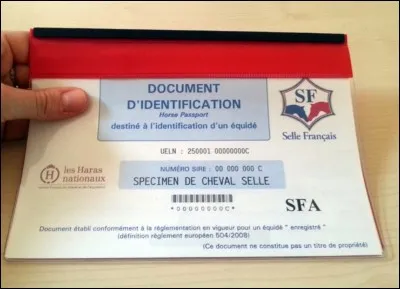 DOCUMENT
D'IDENTIFICATION
Horse Passport
destiné à l'identification d'un équidé
SF
Selle Français
UELN : 250001 00000000C
les Haras
nationaux
NUMÉRO SIRE : 00 000 000 C
SPECIMEN DE CHEVAL SELLE
*00000000C*
SFA
Document établi conformément à la réglementation en vigueur pour un équidé " enregistré "
(définition règlement européen 504/2008)
(Ce document ne constitue pas un titre de propriété)